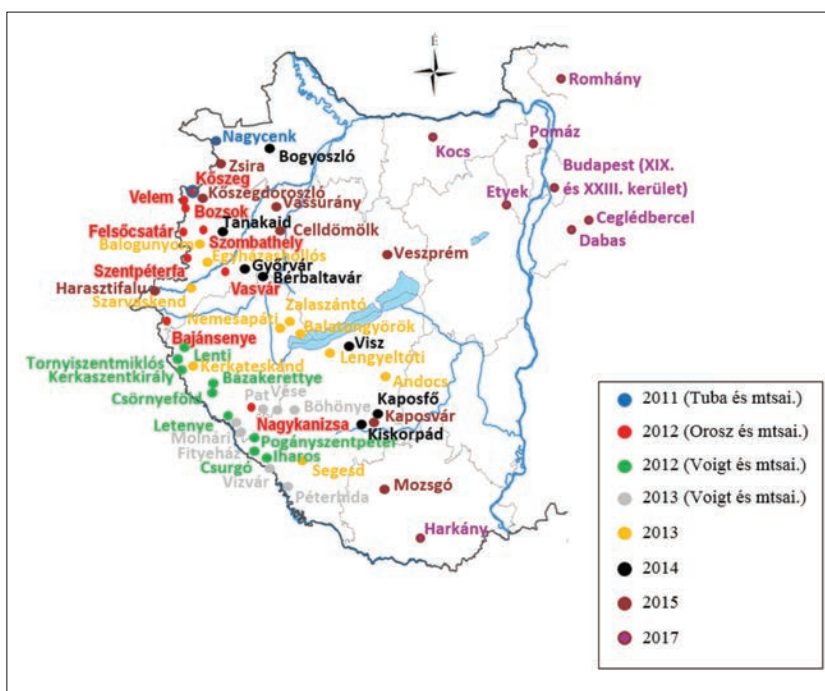 É
Romhány
Nagycenk
Bogyoszló
Kocs
Pomáz
Zsira
Kőszeg
Budapest (XIX.
és XXIII. kerület)
Velem
Kőszegdoroszló
Vassurány
Etyek
Bozsok
Tanakajd
Ceglédbercel
Felsőcsatár
Celldömölk
Dabas
Balogunyom
Szombathely
Egyházashollós
Veszprém
Szentpéterfa
Győrvár
Bérbaltavár
Harasztifalu
Vasvár
Szarvaskend
Zalaszántó
Nemesapáti
Balatongyörök
Bajánsenye
Visz
Lenti
Lengyeltóti
Tornyiszentmiklós
Kerkateskánd
Kerkaszentkirály
Bázakerettye
Andocs
Csörnyeföld
Pat
Vése
Böhönye
Kaposfő
Letenye
Nagykanizsa
Kaposvár
Molnári
Pogányszentpéter
Kiskorpád
Fityeház
Iharos
Csurgó
Segesd
Vízvár
Mozsgó
Péterhida
Harkány
2011 (Tuba és mtsai.)
2012 (Orosz és mtsai.)
2012 (Voigt és mtsai.)
2013 (Voigt és mtsai.)
2013
2014
2015
2017